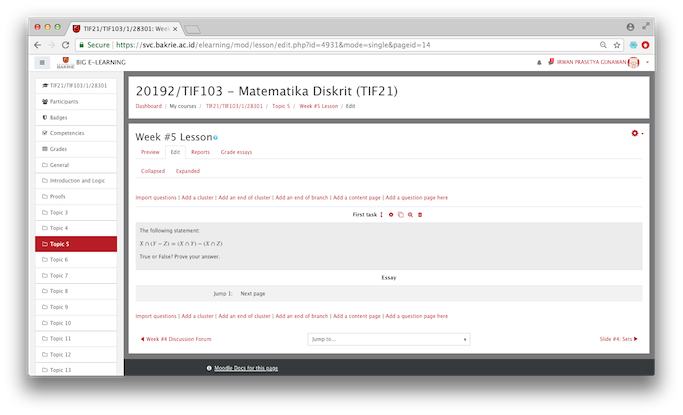 TIF21/TIF103/1/28301: Week
Secure
https://svc.bakrie.ac.id/elearning/mod/lesson/edit.php?id=4931&mode=single&pageid=14
BAKRIE
BIG E-LEARNING
IRWAN PRASETYA GUNAWAN
TIF21/TIF103/1/28301
Participants
Badges
Competencies
Grades
General
Introduction and Logic
Proofs
Topic 3
Topic 4
Topic 5
Topic 6
Topic 7
Topic 8
Topic 9
Topic 10
Topic 11
Topic 12
Topic 13
20192/TIF103 - Matematika Diskrit (TIF21)
Dashboard / My courses / TIF21/TIF103/1/28301 / Topic 5 / Week #5 Lesson / Edit
Week #5 Lesson
Preview Edit Reports Grade essays
Collapsed Expanded
Import questions | Add a cluster | Add an end of cluster | Add an end of branch | Add a content page | Add a question page here
First task
The following statement:
X ∩ (Y − Z) = (X ∩ Y) − (X ∩ Z)
True or False? Prove your answer.
Essay
Jump 1: Next page
Import questions | Add a cluster | Add an end of cluster | Add an end of branch | Add a content page | Add a question page here
◀ Week #4 Discussion Forum
Jump to...
Slide #4: Sets ▶
Moodle Docs for this page